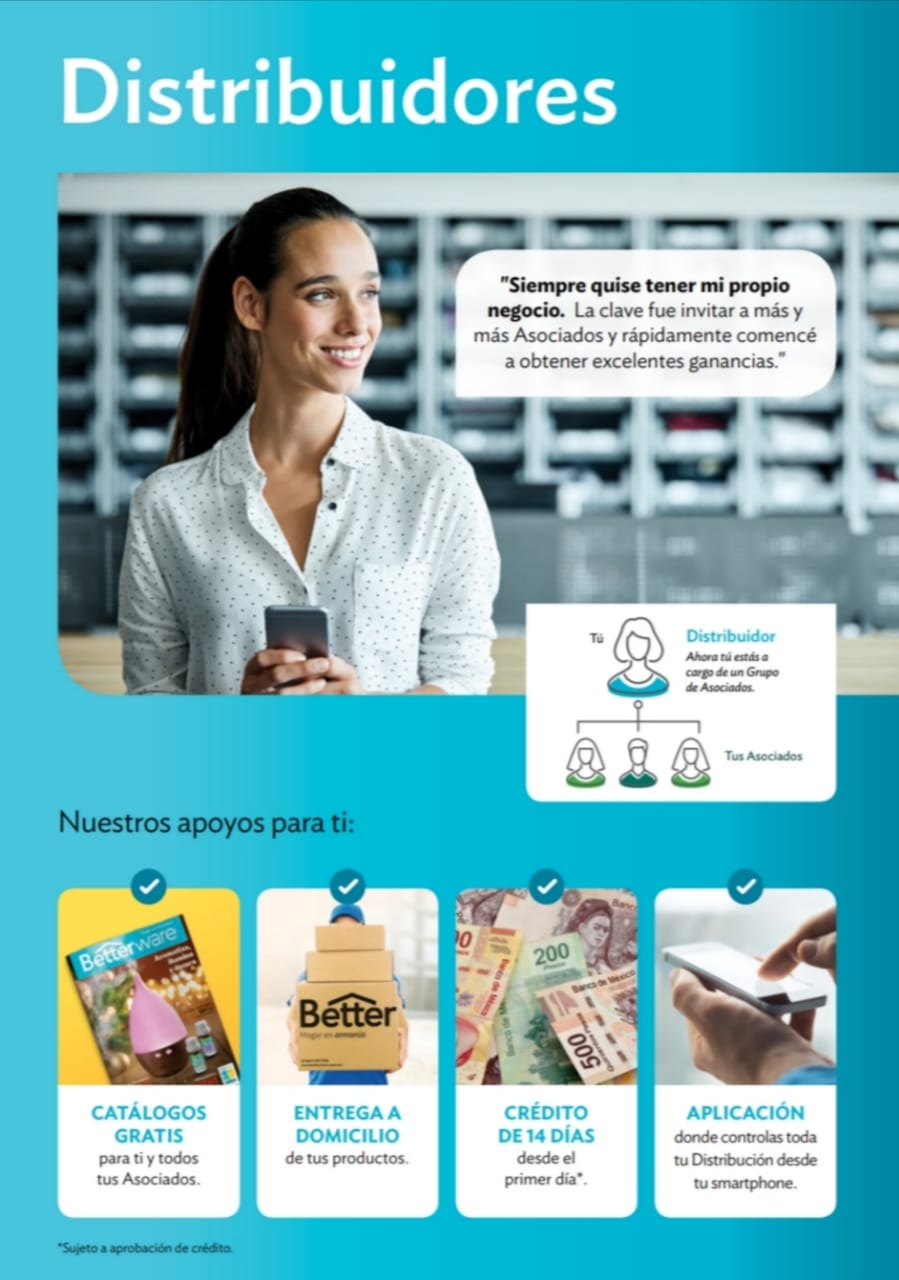 Distribuidores
"Siempre quise tener mi propio
negocio. La clave fue invitar a más y
más Asociados y rápidamente comencé
a obtener excelentes ganancias."
Tú
Distribuidor
Ahora tú estás a
cargo de un Grupo
de Asociados.
Tus Asociados
Nuestros apoyos para ti:
Betterware
CATÁLOGOS
GRATIS
para ti y todos
tus Asociados.
Better
Hogar en armonía
ENTREGA A
DOMICILIO
de tus productos.
200
Pesos
Banco de México
500
CRÉDITO
DE 14 DÍAS
desde el
primer día*.
APLICACIÓN
donde controlas toda
tu Distribución desde
tu smartphone.
*Sujeto a aprobación de crédito.